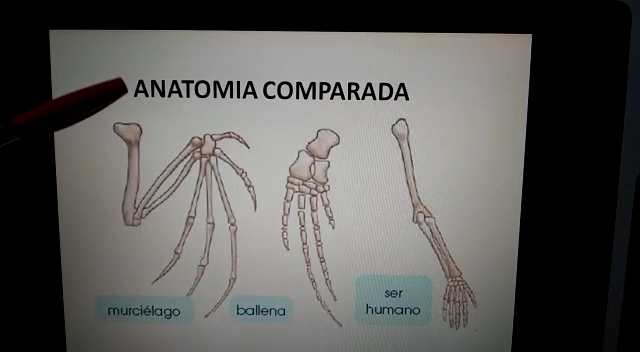 ANATOMIA COMPARADA
murciélago
ballena
ser
humano